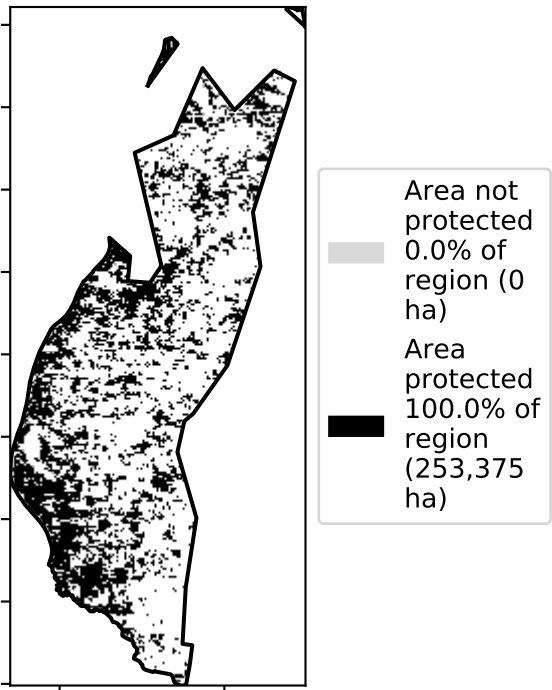 Area not
protected
0.0% of
region (0
ha)
Area
protected
100.0% of
region
(253,375
ha)